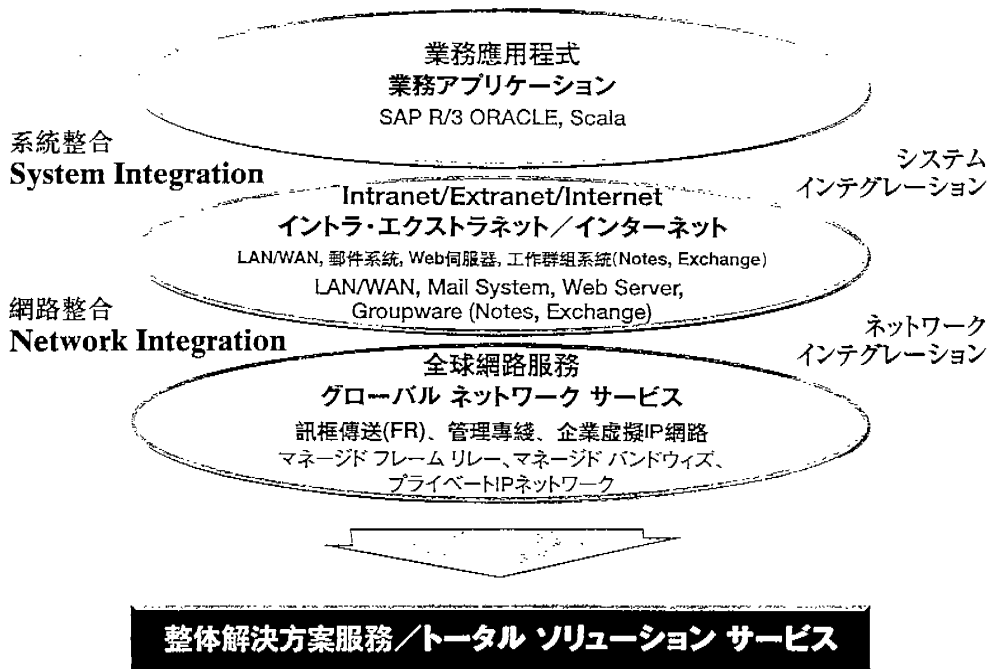 業務應用程式
業務アプリケーション
SAP R/3 ORACLE, Scala
系統整合
System Integration
システム
インテグレーション
Intranet/Extranet/Internet
イントラ・エクストラネット／インターネット
LAN/WAN, 郵件系統, Web伺服器, 工作群組系統(Notes, Exchange)
LAN/WAN, Mail System, Web Server,
Groupware (Notes, Exchange)
網路整合
Network Integration
ネットワーク
インテグレーション
全球網路服務
グローバル ネットワーク サービス
訊框傳送(FR)、管理專綫、企業虛擬IP網路
マネージド フレーム リレー、マネージド バンドウィズ、
プライベートIPネットワーク
整体解決方案服務／トータル ソリューション サービス